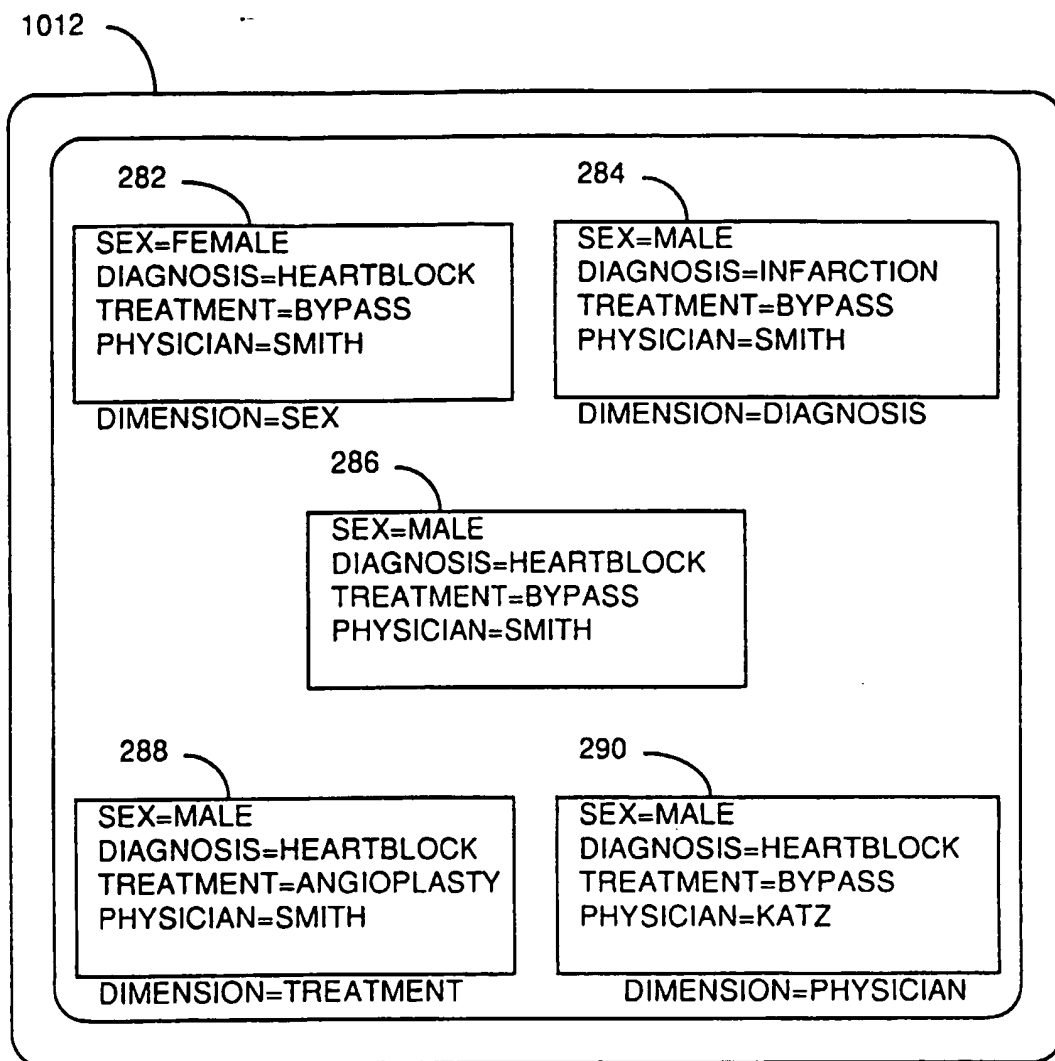 1012
282
SEX=FEMALE
DIAGNOSIS=HEARTBLOCK
TREATMENT=BYPASS
PHYSICIAN=SMITH
DIMENSION=SEX
284
SEX=MALE
DIAGNOSIS=INFARCTION
TREATMENT=BYPASS
PHYSICIAN=SMITH
DIMENSION=DIAGNOSIS
286
SEX=MALE
DIAGNOSIS=HEARTBLOCK
TREATMENT=BYPASS
PHYSICIAN=SMITH
288
SEX=MALE
DIAGNOSIS=HEARTBLOCK
TREATMENT=ANGIOPLASTY
PHYSICIAN=SMITH
DIMENSION=TREATMENT
290
SEX=MALE
DIAGNOSIS=HEARTBLOCK
TREATMENT=BYPASS
PHYSICIAN=KATZ
DIMENSION=PHYSICIAN